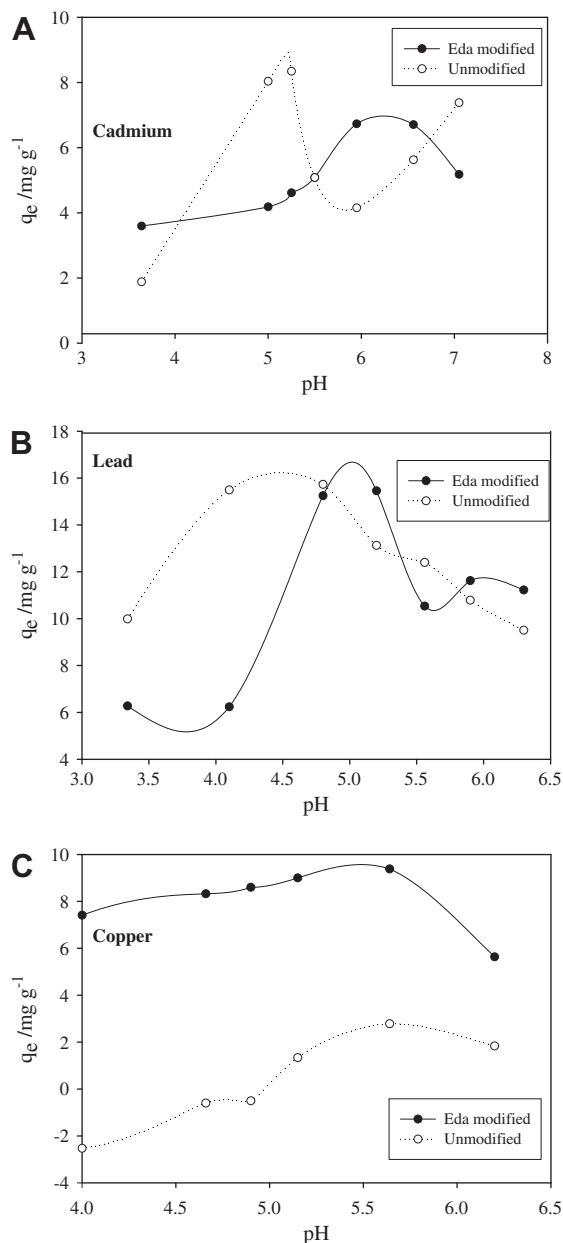 A
10
8
6
4
2
0
q_e /mg g^-1
Cadmium
Eda modified
Unmodified
3 4 5 6 7 8
pH
B
18
16
14
12
10
8
6
4
q_e /mg g^-1
Lead
Eda modified
Unmodified
3.0 3.5 4.0 4.5 5.0 5.5 6.0 6.5
pH
C
10
8
6
4
2
0
-2
-4
q_e /mg g^-1
Copper
Eda modified
Unmodified
4.0 4.5 5.0 5.5 6.0 6.5
pH